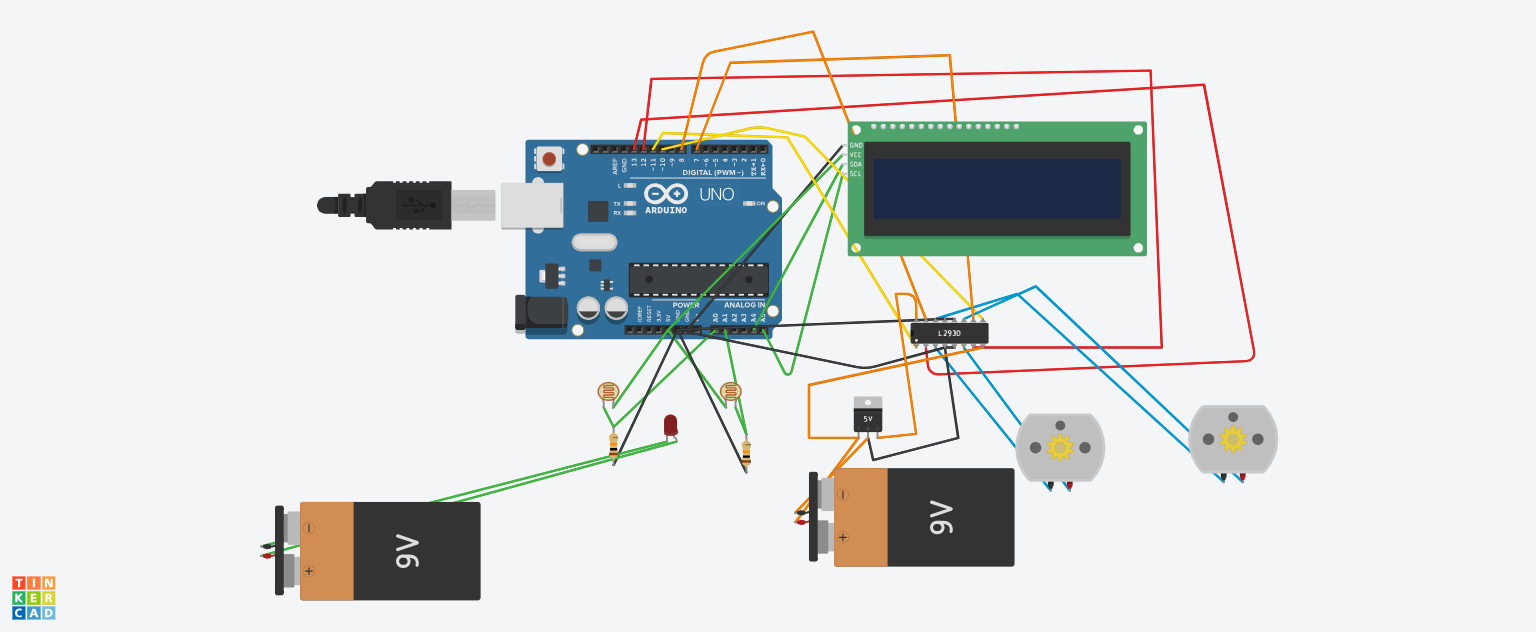 AREF
GND
13
12
~11
~10
~9
8
7
~6
~5
4
~3
2
TX→1
RX←0
DIGITAL (PWM~)
L
TX
RX
ARDUINO
UNO
ON
POWER
ANALOG IN
IOREF
RESET
3.3V
5V
GND
A0
A1
A2
A3
A4
A5
GND
VCC
SDA
SCL
L293D
5V
9V
9V
TIN
KER
CAD